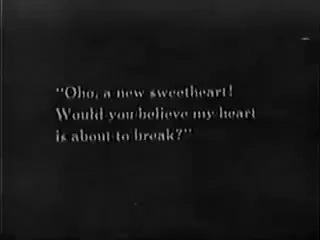 "Oho, a new sweetheart!
Would you believe my heart
is about to break?"